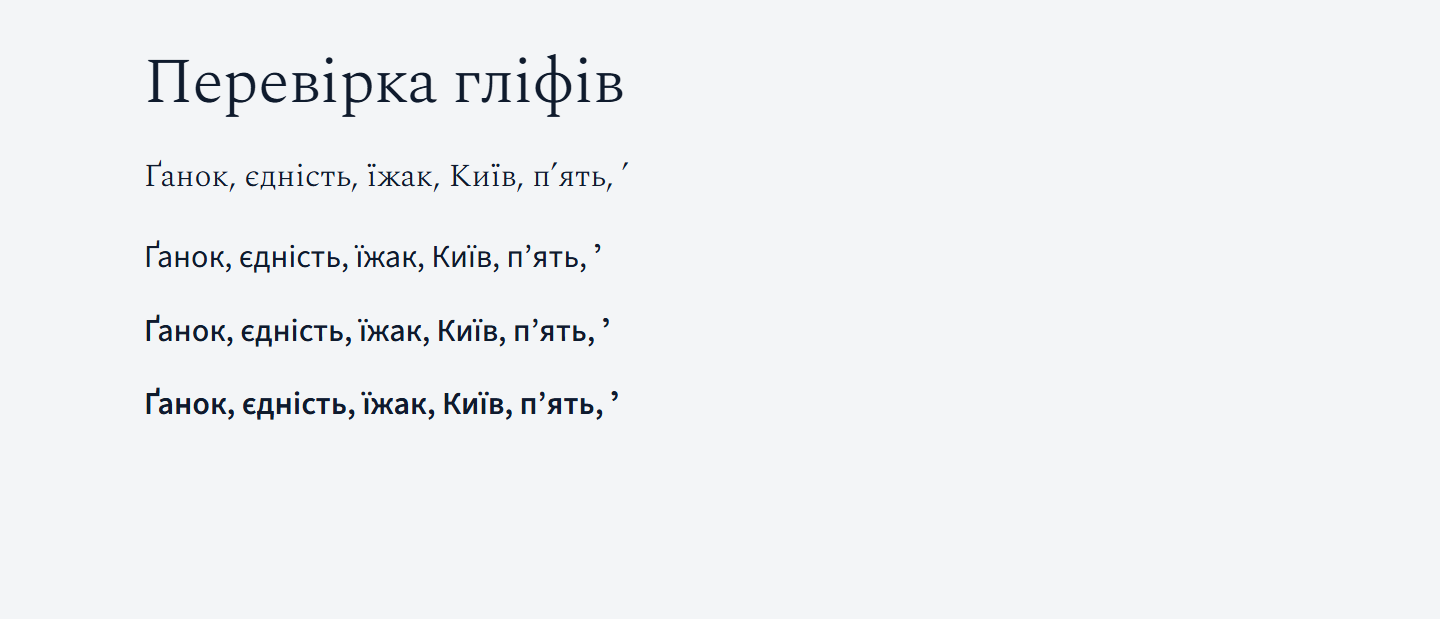 Перевірка гліфів
Ґанок, єдність, їжак, Київ, п′ять, ′
Ґанок, єдність, їжак, Київ, п’ять, ’
Ґанок, єдність, їжак, Київ, п’ять, ’
Ґанок, єдність, їжак, Київ, п’ять, ’